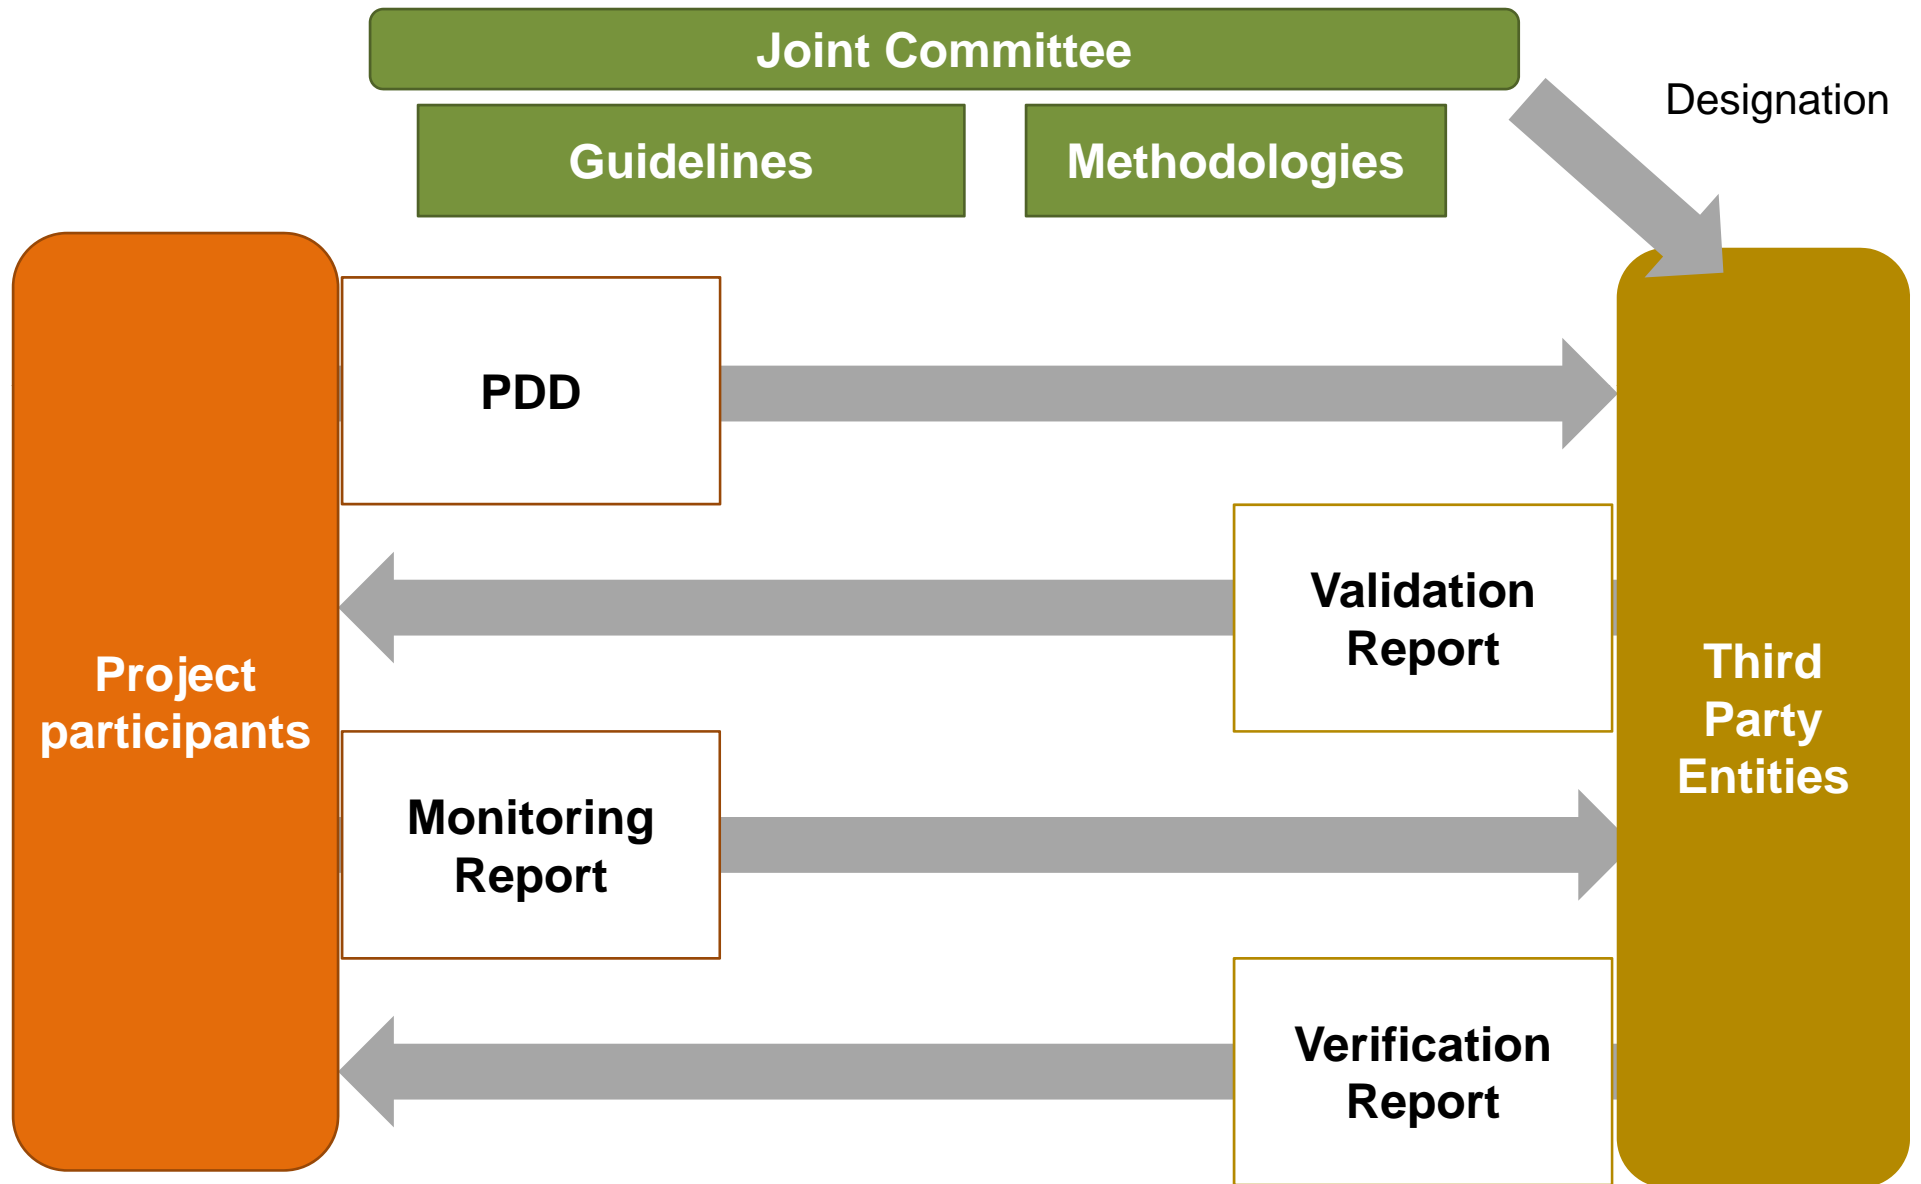 Joint Committee
Designation
Guidelines
Methodologies
PDD
Validation
Report
Project
participants
Third
Party
Entities
Monitoring
Report
Verification
Report